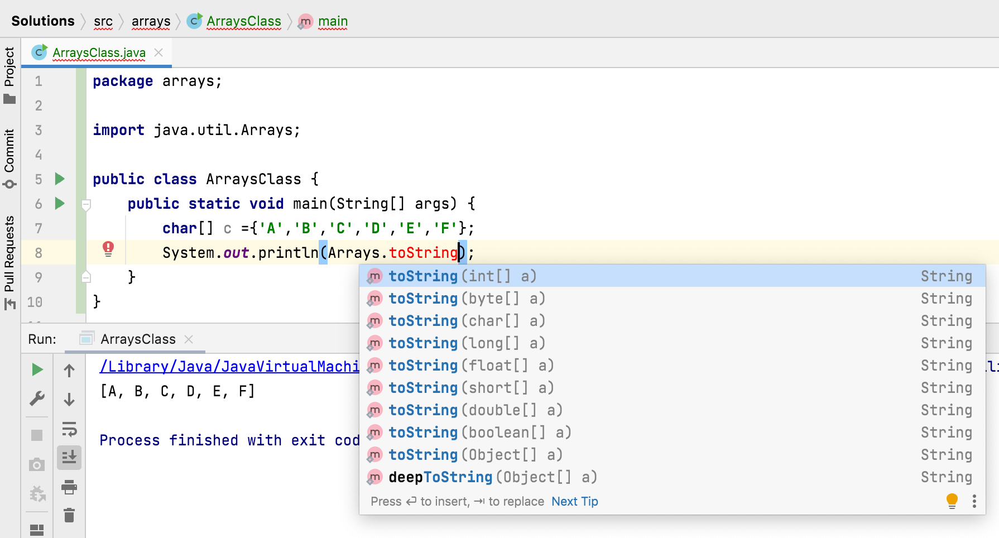 Solutions src arrays ArraysClass main
ArraysClass.java
Project
Commit
Pull Requests
1 package arrays;
2
3 import java.util.Arrays;
4
5 public class ArraysClass {
6 public static void main(String[] args) {
7 char[] c ={'A','B','C','D','E','F'};
8 System.out.println(Arrays.toString);
9 }
10 }
toString(int[] a) String
toString(byte[] a) String
toString(char[] a) String
toString(long[] a) String
toString(float[] a) String
toString(short[] a) String
toString(double[] a) String
toString(boolean[] a) String
toString(Object[] a) String
deepToString(Object[] a) String
Press ↵ to insert, ⇥ to replace Next Tip
Run: ArraysClass
/Library/Java/JavaVirtualMachi
[A, B, C, D, E, F]
Process finished with exit cod